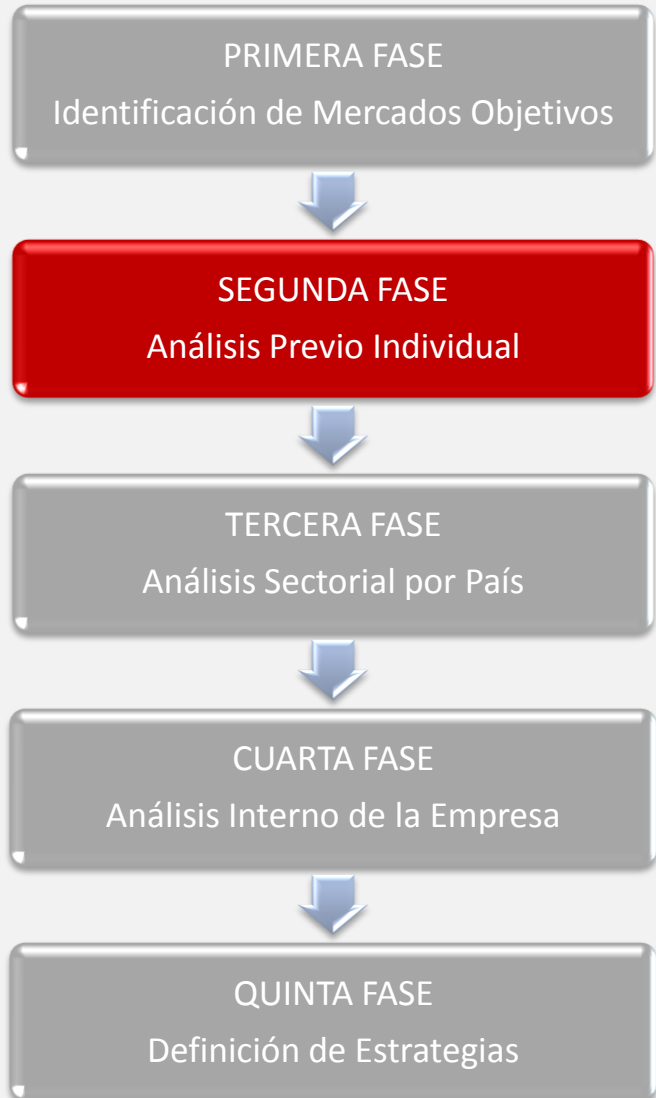 PRIMERA FASE
Identificación de Mercados Objetivos
SEGUNDA FASE
Análisis Previo Individual
TERCERA FASE
Análisis Sectorial por País
CUARTA FASE
Análisis Interno de la Empresa
QUINTA FASE
Definición de Estrategias